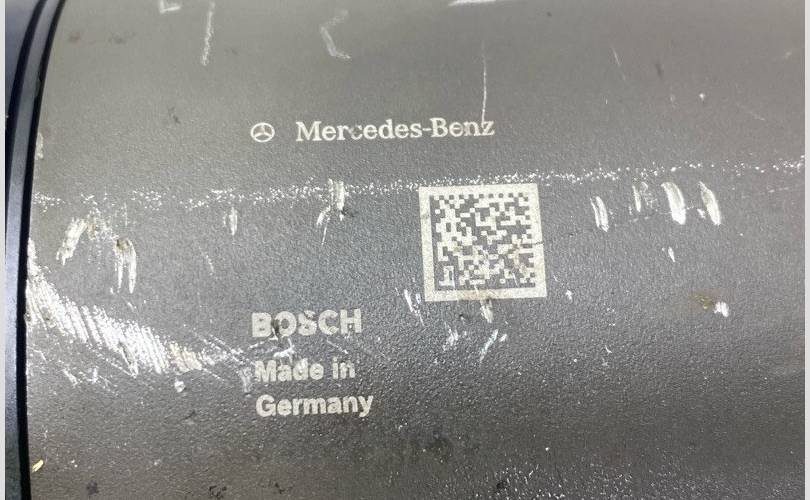 Mercedes-Benz
BOSCH
Made in
Germany